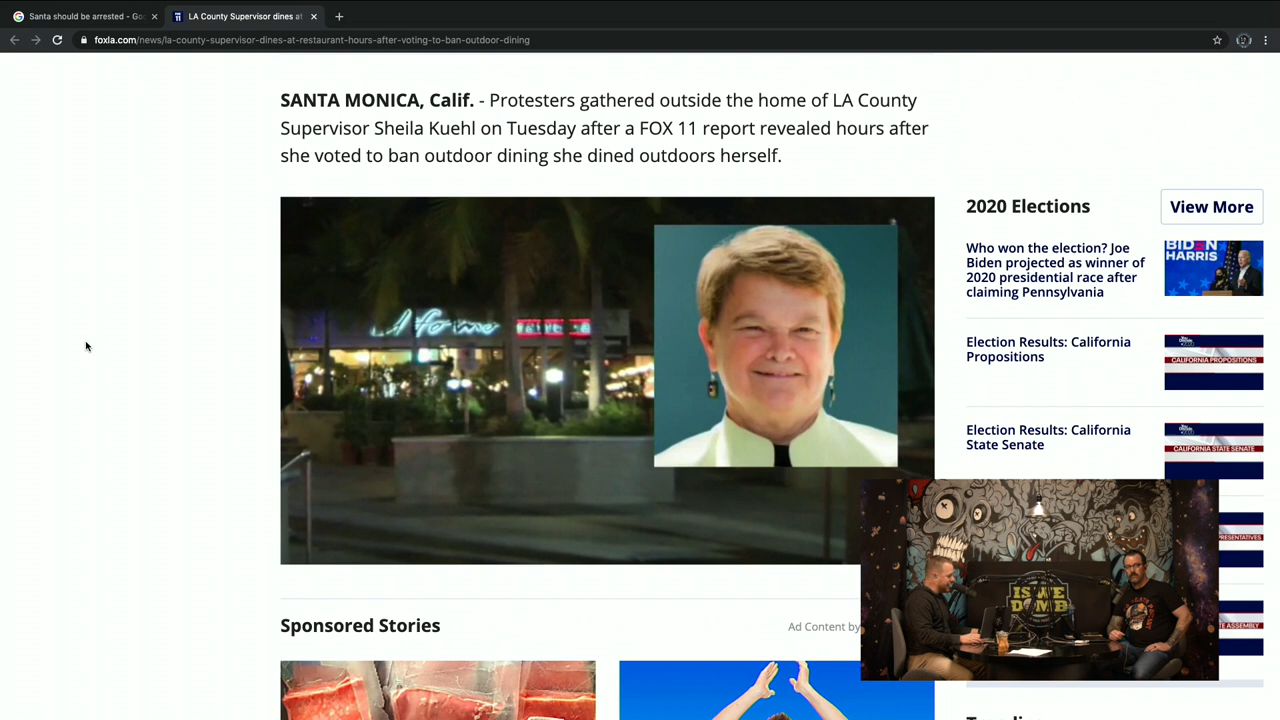 Santa should be arrested - Go
LA County Supervisor dines at
foxla.com/news/la-county-supervisor-dines-at-restaurant-hours-after-voting-to-ban-outdoor-dining
SANTA MONICA, Calif. - Protesters gathered outside the home of LA County
Supervisor Sheila Kuehl on Tuesday after a FOX 11 report revealed hours after
she voted to ban outdoor dining she dined outdoors herself.
2020 Elections
View More
Who won the election? Joe
Biden projected as winner of
2020 presidential race after
claiming Pennsylvania
BIDEN
HARRIS
Election Results: California
Propositions
CALIFORNIA PROPOSITIONS
Election Results: California
State Senate
CALIFORNIA STATE SENATE
Sponsored Stories
Ad Content by